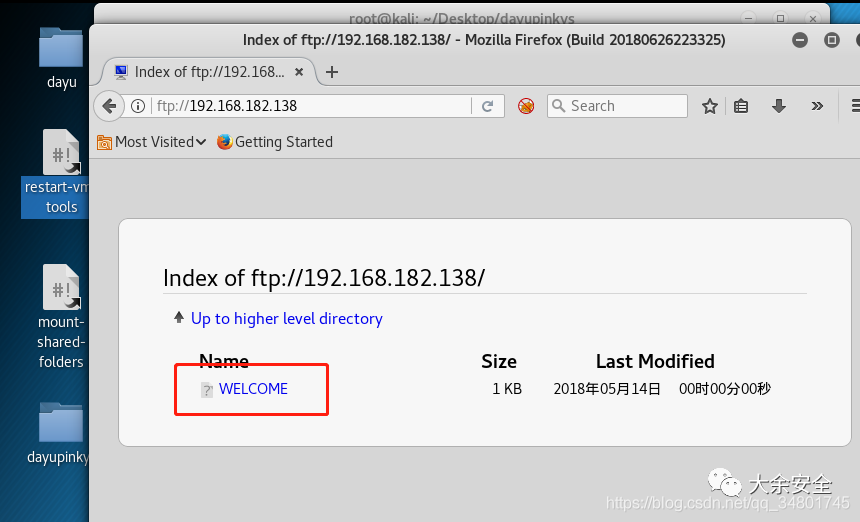 root@kali: ~/Desktop/dayupinkys
Index of ftp://192.168.182.138/ - Mozilla Firefox (Build 20180626223325)
Index of ftp://192.168...
ftp://192.168.182.138
Search
Most Visited
Getting Started
dayu
#!
restart-vm
tools
#!
mount-
shared-
folders
dayupinky
Index of ftp://192.168.182.138/
Up to higher level directory
Name Size Last Modified
WELCOME 1 KB 2018年05月14日 00时00分00秒
大余安全
https://blog.csdn.net/qq_34801745